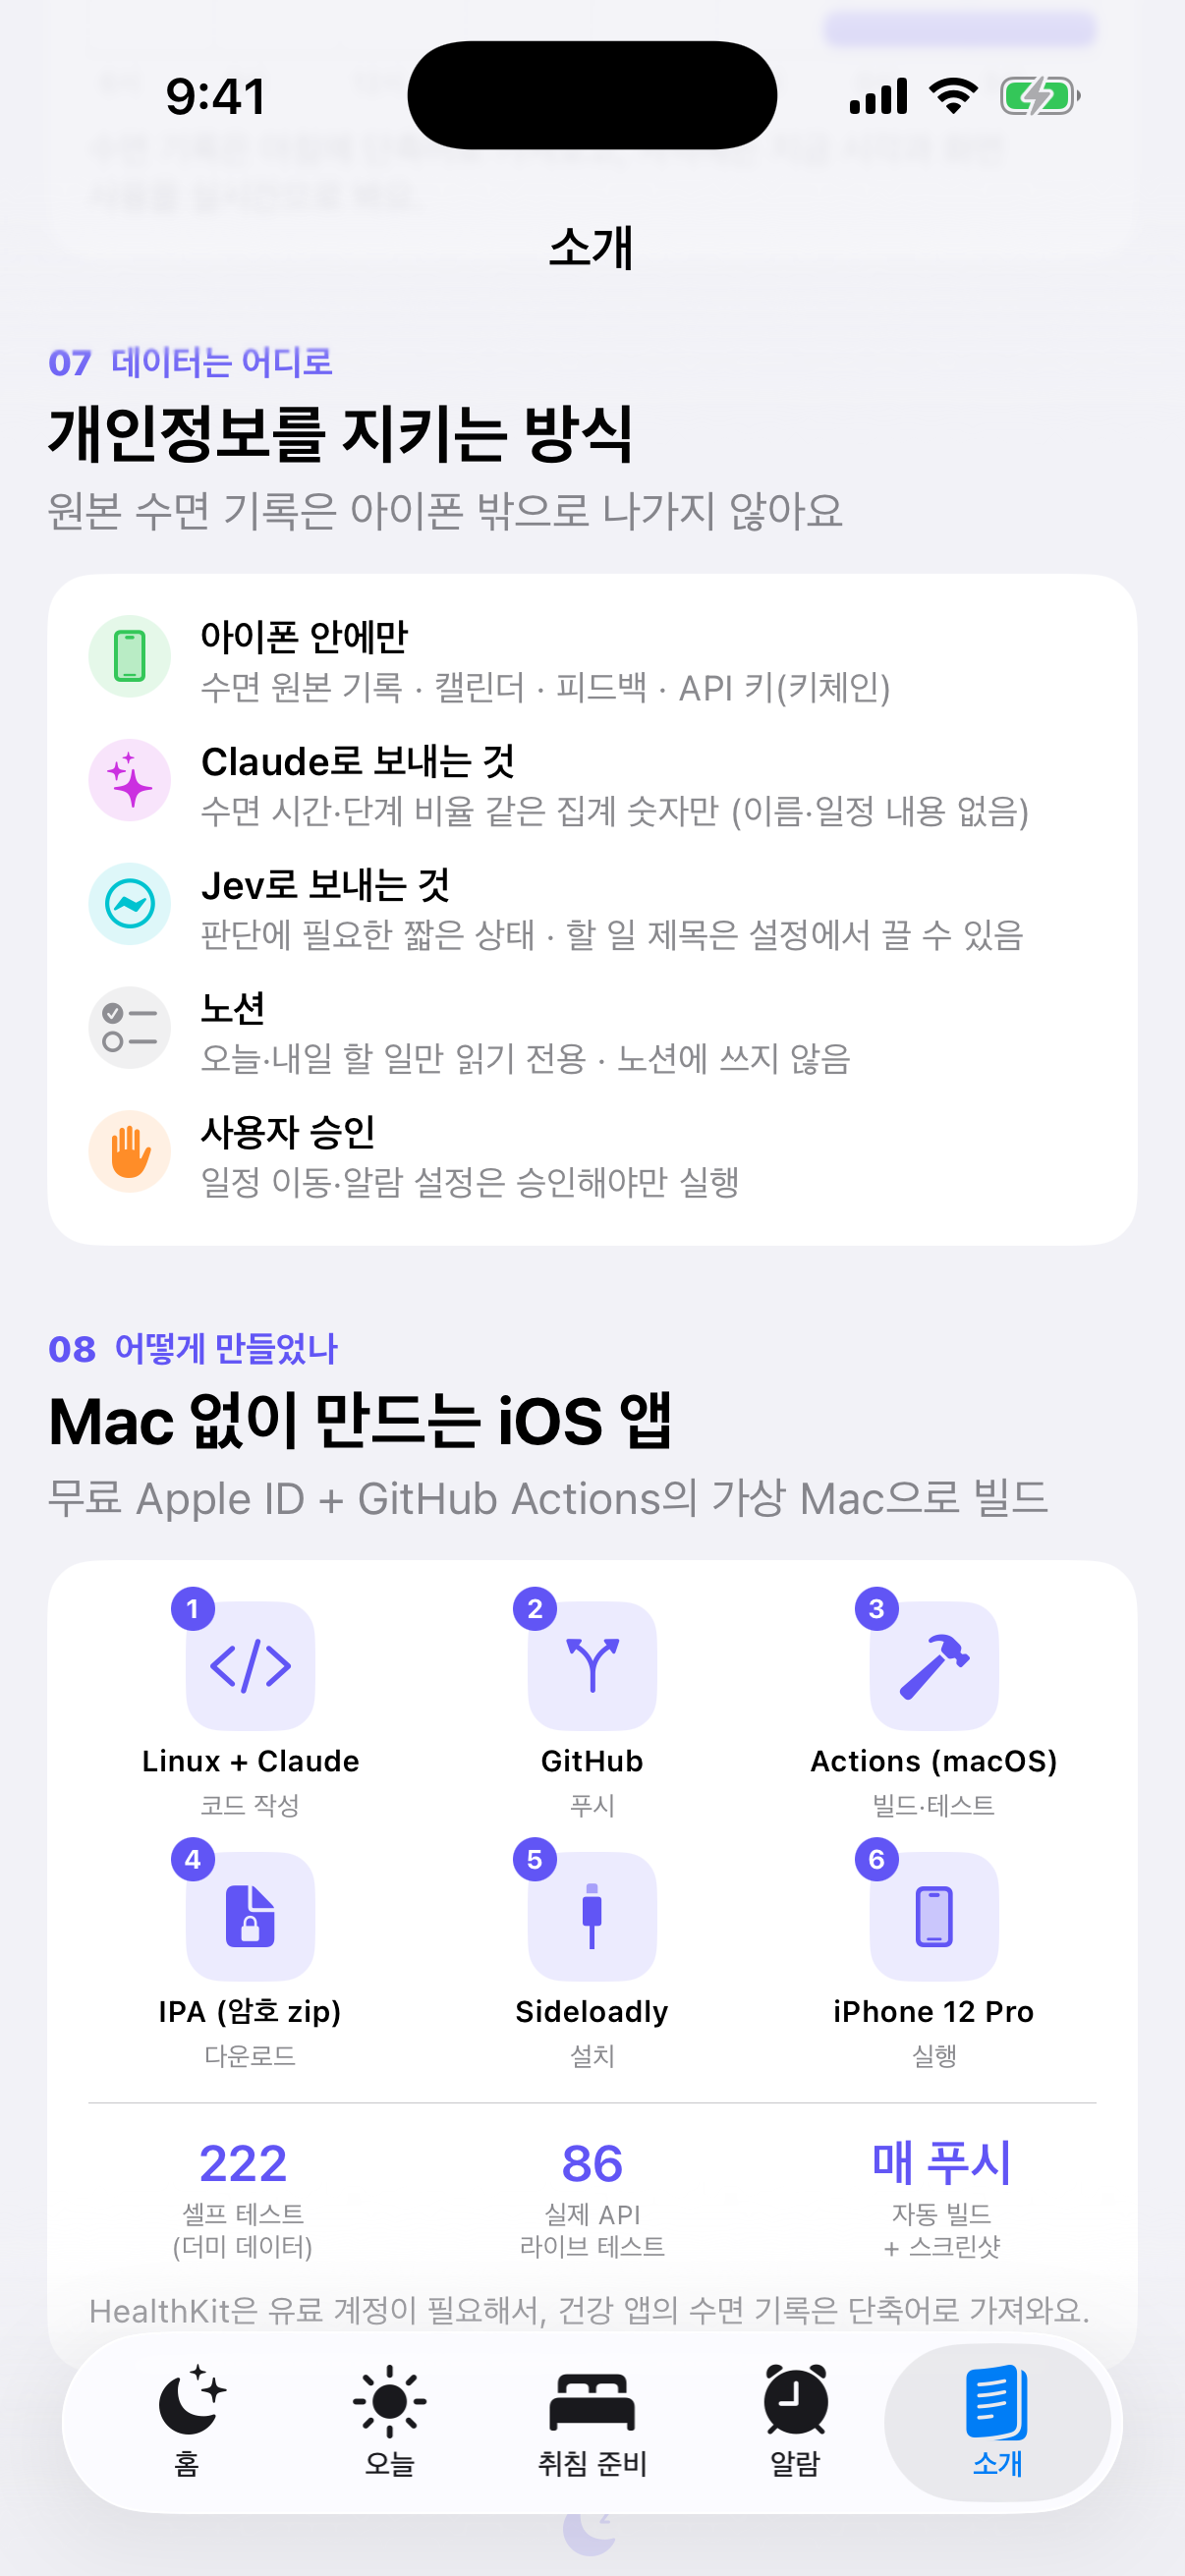 9:41
소개
07 데이터는 어디로
개인정보를 지키는 방식
원본 수면 기록은 아이폰 밖으로 나가지 않아요
아이폰 안에만
수면 원본 기록 · 캘린더 · 피드백 · API 키(키체인)
Claude로 보내는 것
수면 시간·단계 비율 같은 집계 숫자만 (이름·일정 내용 없음)
Jev로 보내는 것
판단에 필요한 짧은 상태 · 할 일 제목은 설정에서 끌 수 있음
노션
오늘·내일 할 일만 읽기 전용 · 노션에 쓰지 않음
사용자 승인
일정 이동·알람 설정은 승인해야만 실행
08 어떻게 만들었나
Mac 없이 만드는 iOS 앱
무료 Apple ID + GitHub Actions의 가상 Mac으로 빌드
1 2 3
Linux + Claude GitHub Actions (macOS)
코드 작성 푸시 빌드·테스트
4 5 6
IPA (암호 zip) Sideloadly iPhone 12 Pro
다운로드 설치 실행
222 86 매 푸시
셀프 테스트 실제 API 자동 빌드
(더미 데이터) 라이브 테스트 + 스크린샷
HealthKit은 유료 계정이 필요해서, 건강 앱의 수면 기록은 단축어로 가져와요.
홈 오늘 취침 준비 알람 소개